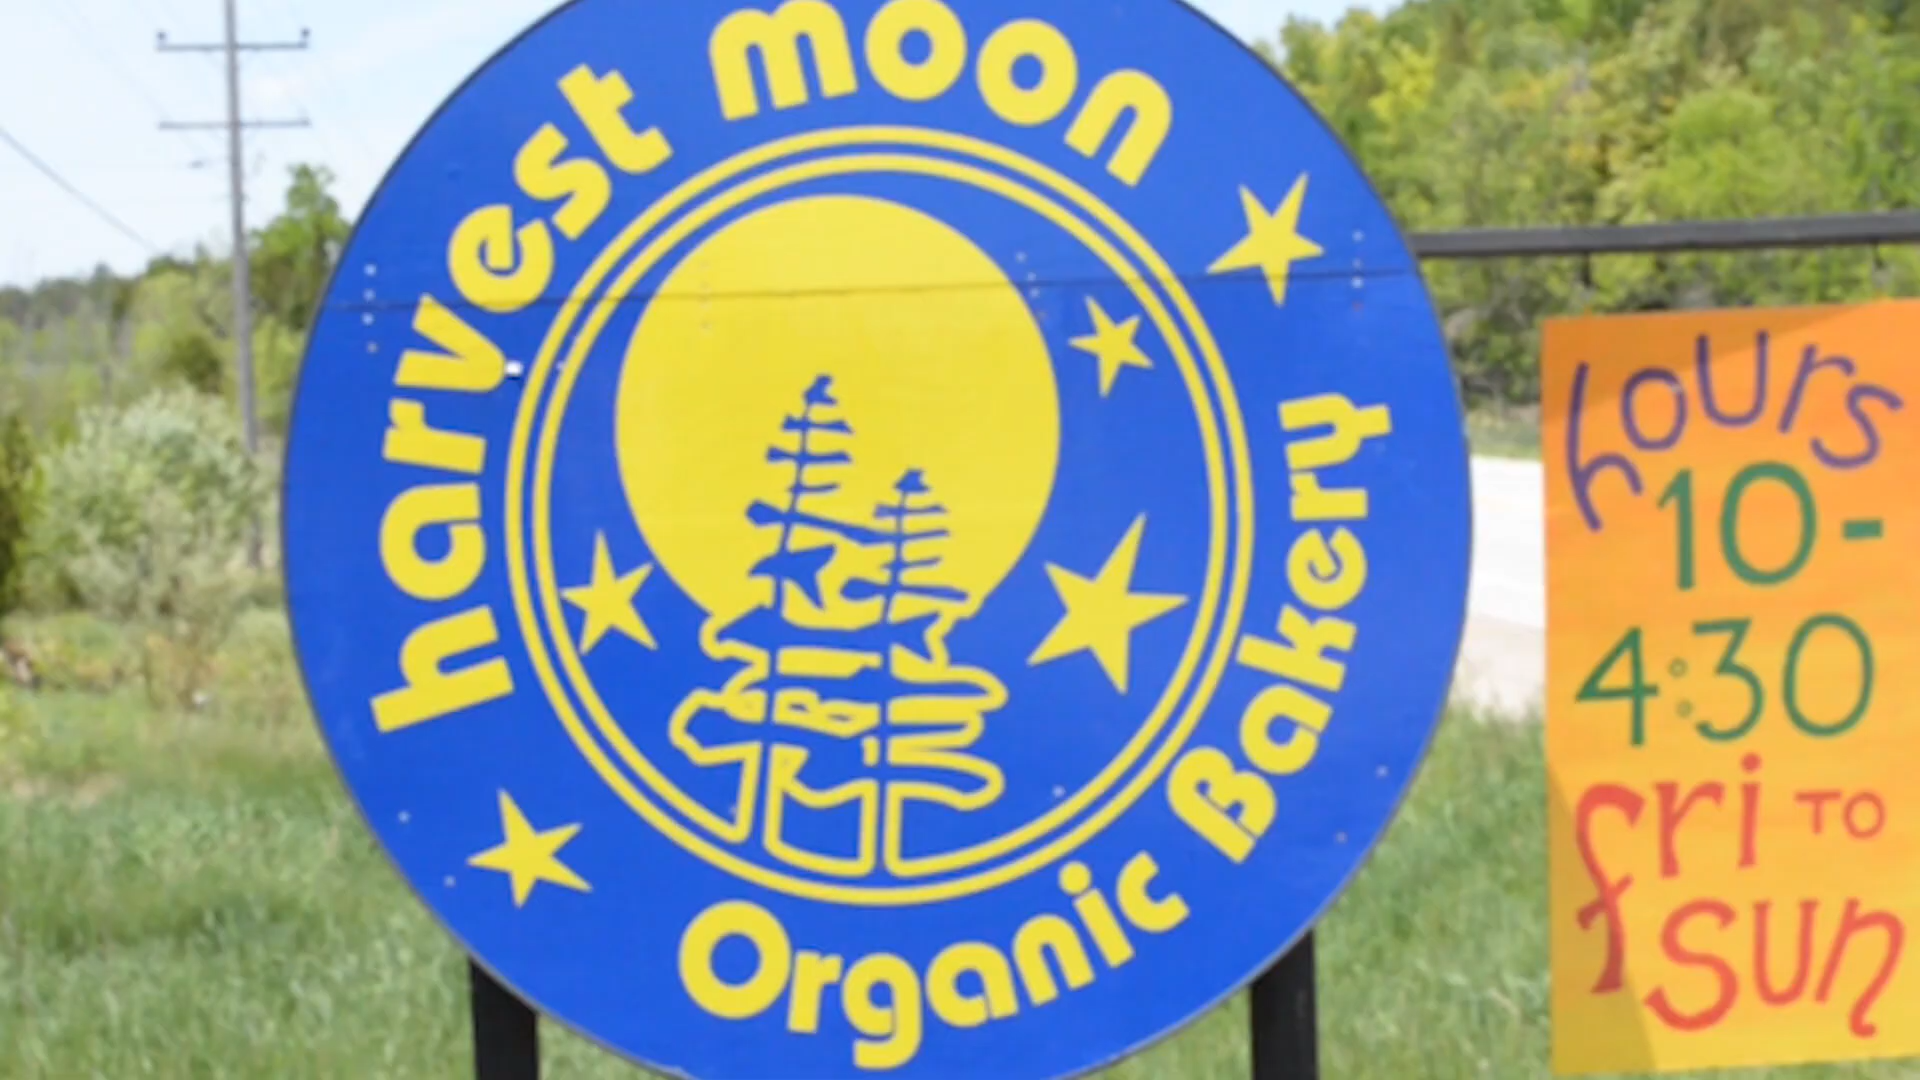 harvest moon
Organic Bakery
hours
10-
4:30
fri TO
sun